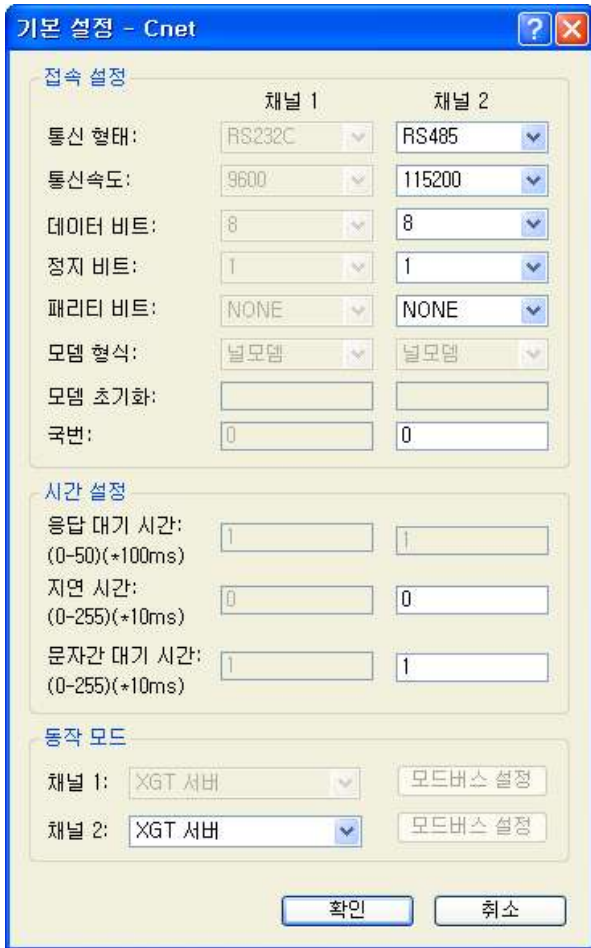 기본 설정 - Cnet
접속 설정
채널 1 채널 2
통신 형태: RS232C RS485
통신속도: 9600 115200
데이터 비트: 8 8
정지 비트: 1 1
패리티 비트: NONE NONE
모뎀 형식: 널모뎀 널모뎀
모뎀 초기화:
국번: 0 0
시간 설정
응답 대기 시간: 1 1
(0-50)(*100ms)
지연 시간: 0 0
(0-255)(*10ms)
문자간 대기 시간: 1 1
(0-255)(*10ms)
동작 모드
채널 1: XGT 서버 모드버스 설정
채널 2: XGT 서버 모드버스 설정
확인 취소